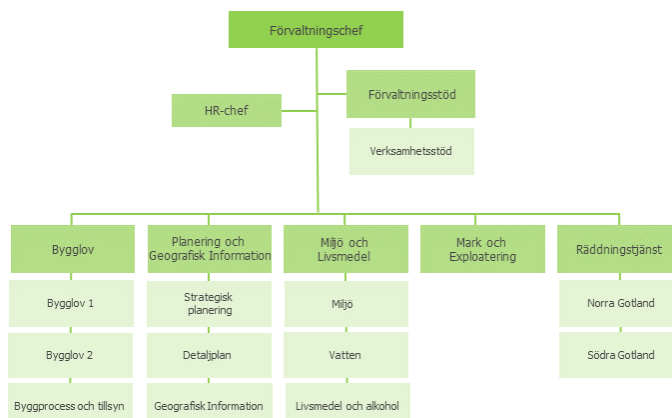 Förvaltningschef
Förvaltningsstöd
HR-chef
Verksamhetsstöd
Bygglov
Planering och
Geografisk Information
Miljö och
Livsmedel
Mark och
Exploatering
Räddningstjänst
Bygglov 1
Strategisk
planering
Miljö
Norra Gotland
Bygglov 2
Detaljplan
Vatten
Södra Gotland
Byggprocess och tillsyn
Geografisk Information
Livsmedel och alkohol